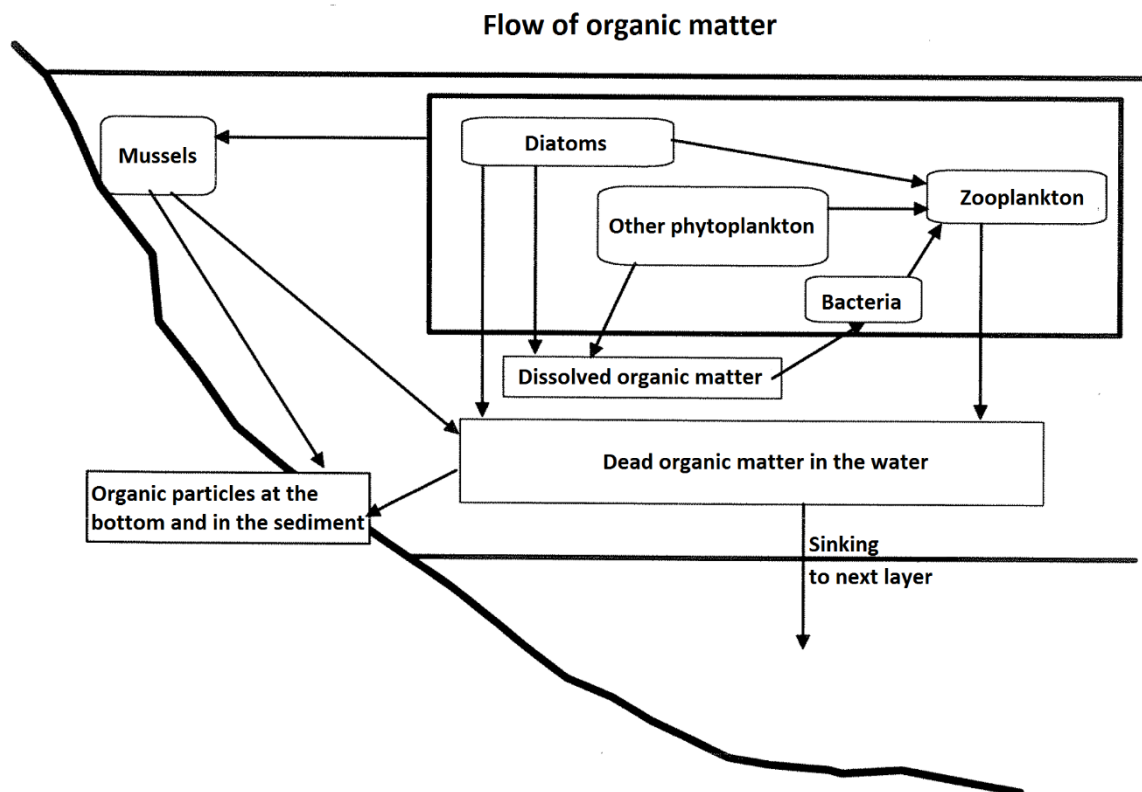 Flow of organic matter
Mussels
Diatoms
Zooplankton
Other phytoplankton
Bacteria
Dissolved organic matter
Dead organic matter in the water
Organic particles at the
bottom and in the sediment
Sinking
to next layer